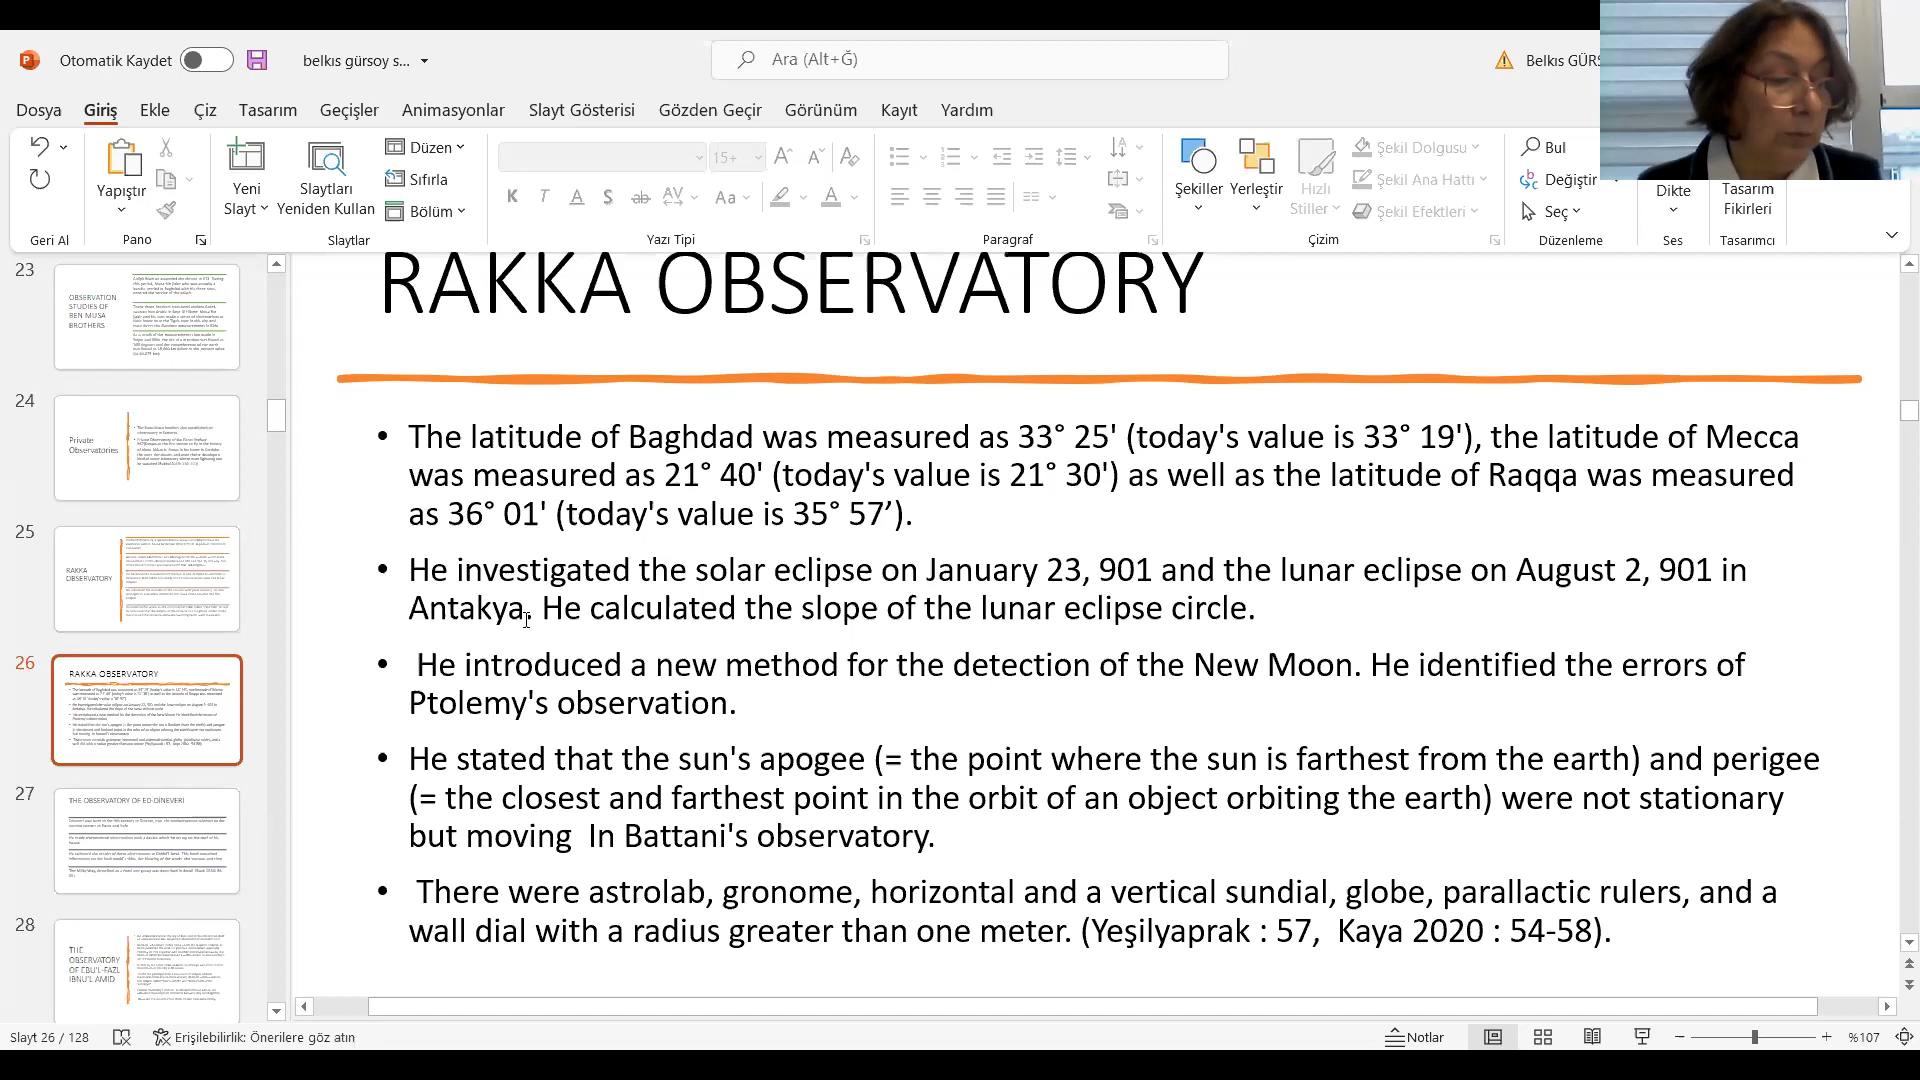 Otomatik Kaydet
belkıs gürsoy s...
Ara (Alt+Ğ)
Belkıs GÜRS
Dosya Giriş Ekle Çiz Tasarım Geçişler Animasyonlar Slayt Gösterisi Gözden Geçir Görünüm Kayıt Yardım
Yapıştır
Yeni
Slayt
Slaytları
Yeniden Kullan
Düzen
Sıfırla
Bölüm
15+
K T A S ab AV Aa A
Şekiller
Yerleştir
Hızlı
Stiller
Şekil Dolgusu
Şekil Ana Hattı
Şekil Efektleri
Bul
Değiştir
Seç
Dikte
Tasarım
Fikirleri
Geri Al Pano Slaytlar Yazı Tipi Paragraf Çizim Düzenleme Ses Tasarımcı
23
OBSERVATION
STUDIES OF
BEN MUSA
BROTHERS
24
Private
Observatories
25
RAKKA
OBSERVATORY
26
RAKKA OBSERVATORY
27
THE OBSERVATORY OF ED-DİNEVERİ
28
THE
OBSERVATORY
OF EBU'L-FAZL
IBNU'L AMID
RAKKA OBSERVATORY
• The latitude of Baghdad was measured as 33° 25' (today's value is 33° 19'), the latitude of Mecca
was measured as 21° 40' (today's value is 21° 30') as well as the latitude of Raqqa was measured
as 36° 01' (today's value is 35° 57’).
• He investigated the solar eclipse on January 23, 901 and the lunar eclipse on August 2, 901 in
Antakya. He calculated the slope of the lunar eclipse circle.
• He introduced a new method for the detection of the New Moon. He identified the errors of
Ptolemy's observation.
• He stated that the sun's apogee (= the point where the sun is farthest from the earth) and perigee
(= the closest and farthest point in the orbit of an object orbiting the earth) were not stationary
but moving  In Battani's observatory.
• There were astrolab, gronome, horizontal and a vertical sundial, globe, parallactic rulers, and a
wall dial with a radius greater than one meter. (Yeşilyaprak : 57,  Kaya 2020 : 54-58).
Slayt 26 / 128
Erişilebilirlik: Önerilere göz atın
Notlar
%107